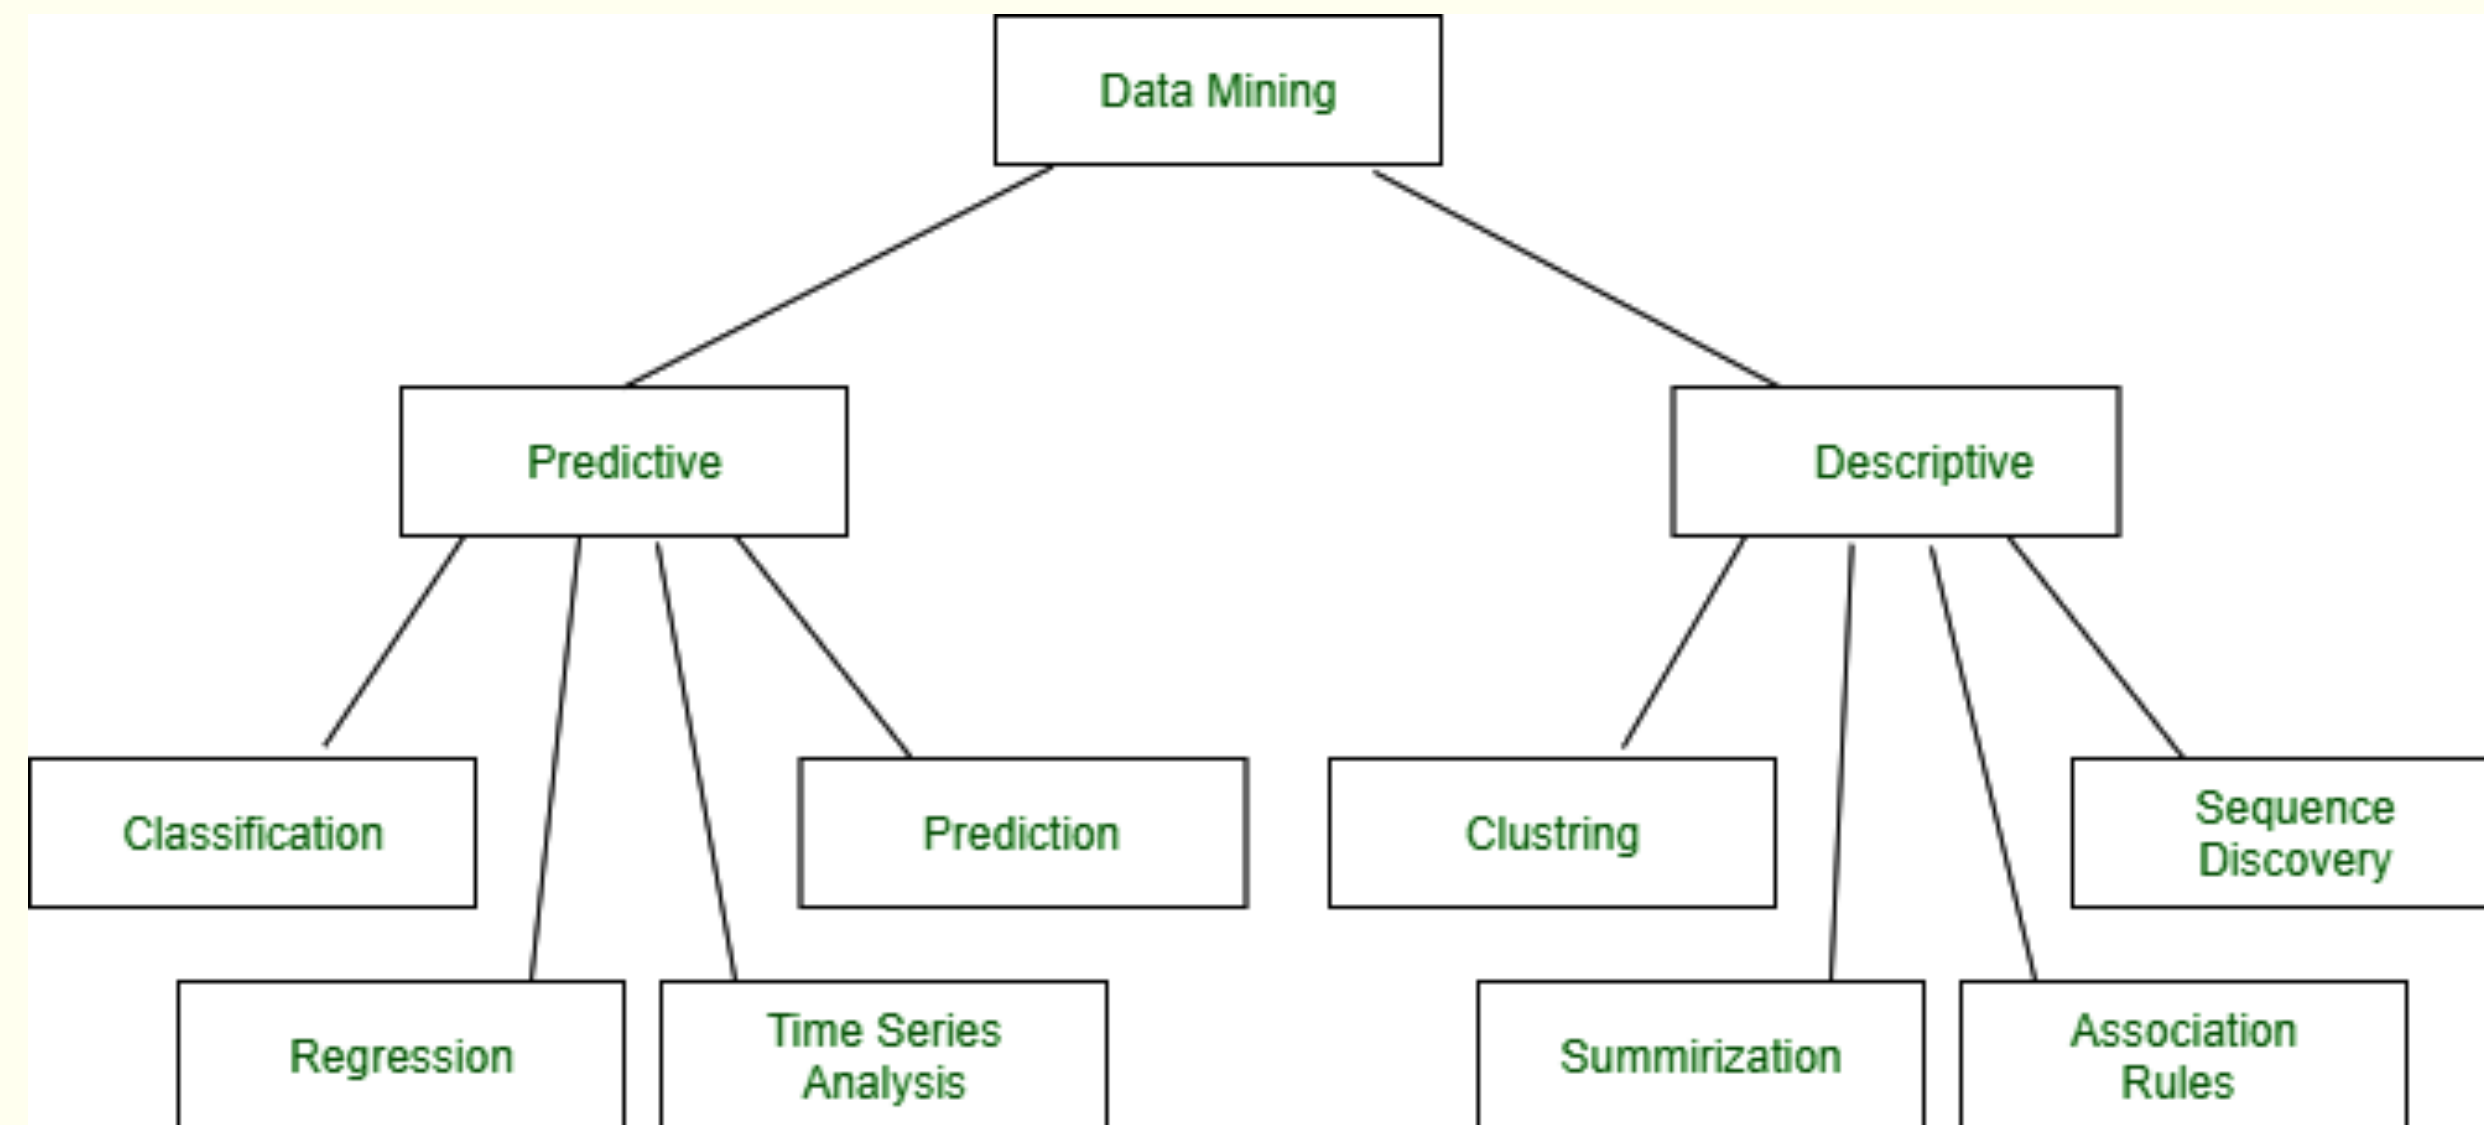 Data Mining
Predictive
Descriptive
Classification
Prediction
Clustring
Sequence
Discovery
Regression
Time Series
Analysis
Summirization
Association
Rules